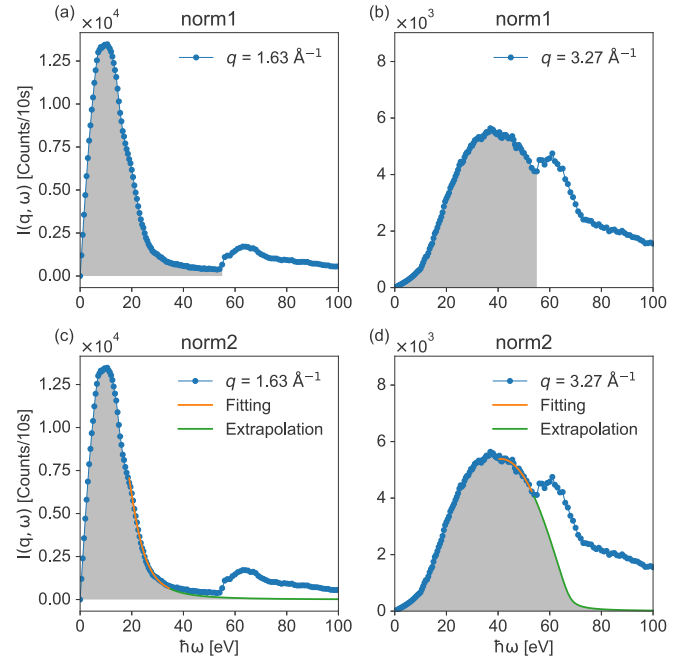 (a) norm1
×10⁴
1.25
1.00
0.75
0.50
0.25
0.00
I(q, ω) [Counts/10s]
q = 1.63 Å⁻¹
0 20 40 60 80 100
(b) norm1
×10³
8
6
4
2
0
q = 3.27 Å⁻¹
0 20 40 60 80 100
(c) norm2
×10⁴
1.25
1.00
0.75
0.50
0.25
0.00
I(q, ω) [Counts/10s]
q = 1.63 Å⁻¹
Fitting
Extrapolation
0 20 40 60 80 100
ħω [eV]
(d) norm2
×10³
8
6
4
2
0
q = 3.27 Å⁻¹
Fitting
Extrapolation
0 20 40 60 80 100
ħω [eV]